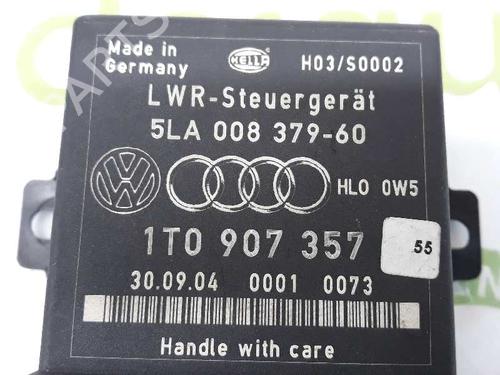 Made in
Germany
HELLA
H03/S0002
LWR-Steuergerät
5LA 008 379-60
HLO 0W5
1T0 907 357
55
30.09.04 0001 0073
Handle with care